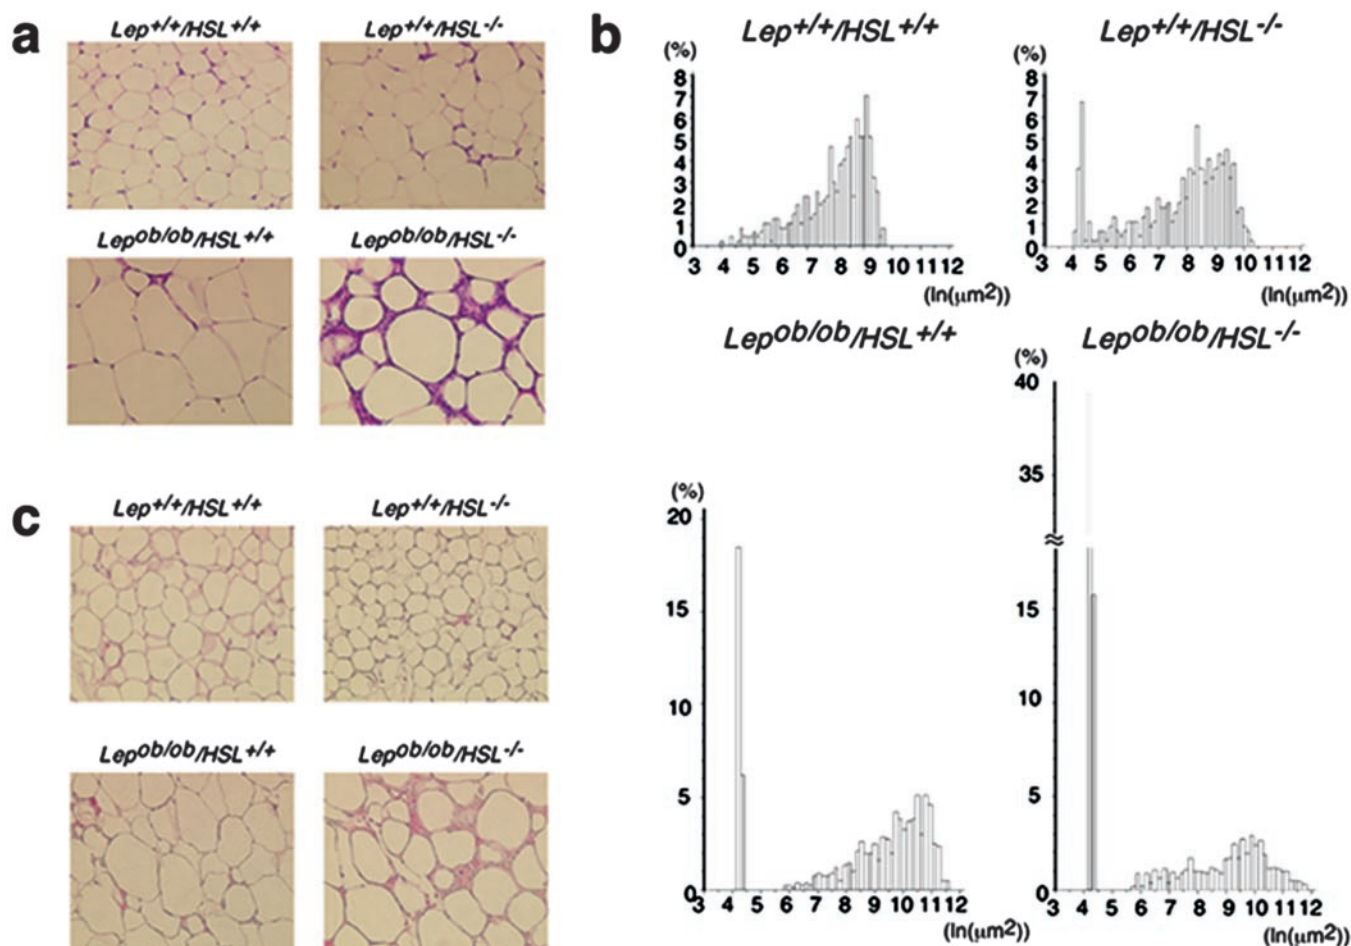 a
Lep+/+/HSL+/+
Lep+/+/HSL-/-
Lepob/ob/HSL+/+
Lepob/ob/HSL-/-
b
Lep+/+/HSL+/+
(%)
8
7
6
5
4
3
2
1
0
3 4 5 6 7 8 9 10 11 12
(ln(μm2))
Lep+/+/HSL-/-
(%)
8
7
6
5
4
3
2
1
0
3 4 5 6 7 8 9 10 11 12
(ln(μm2))
Lepob/ob/HSL+/+
(%)
20
15
10
5
0
3 4 5 6 7 8 9 10 11 12
(ln(μm2))
Lepob/ob/HSL-/-
(%)
40
35
15
10
5
0
3 4 5 6 7 8 9 10 11 12
(ln(μm2))
c
Lep+/+/HSL+/+
Lep+/+/HSL-/-
Lepob/ob/HSL+/+
Lepob/ob/HSL-/-